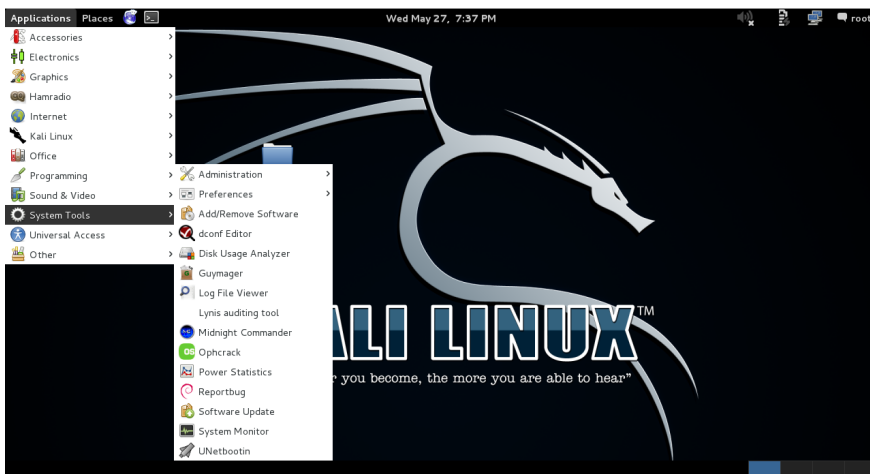 Applications Places Wed May 27, 7:37 PM root
Accessories
Electronics
Graphics
Hamradio
Internet
Kali Linux
Office
Programming
Sound & Video
System Tools
Universal Access
Other
Administration
Preferences
Add/Remove Software
dconf Editor
Disk Usage Analyzer
Guymager
Log File Viewer
Lynis auditing tool
Midnight Commander
Ophcrack
Power Statistics
Reportbug
Software Update
System Monitor
UNetbootin
ALI LINUX™
you become, the more you are able to hear”